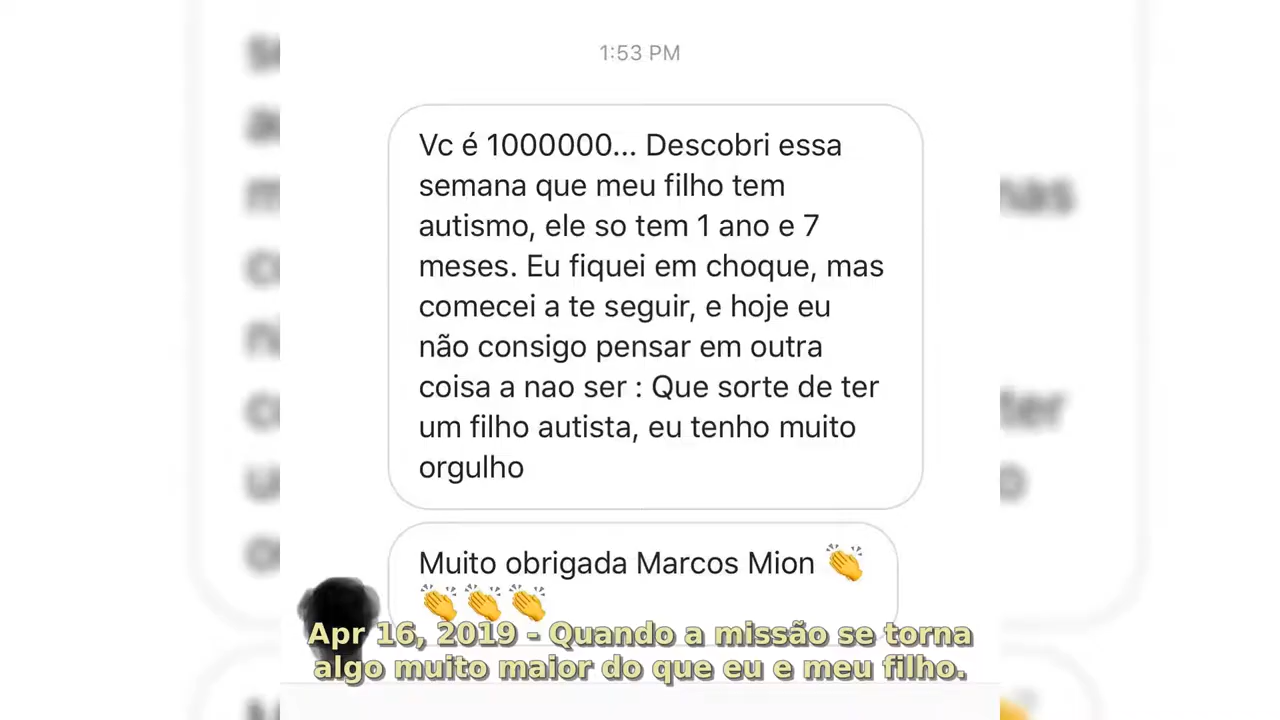 1:53 PM
Vc é 1000000... Descobri essa
semana que meu filho tem
autismo, ele so tem 1 ano e 7
meses. Eu fiquei em choque, mas
comecei a te seguir, e hoje eu
não consigo pensar em outra
coisa a nao ser : Que sorte de ter
um filho autista, eu tenho muito
orgulho
Muito obrigada Marcos Mion 👏
👏👏👏
Apr 16, 2019 - Quando a missão se torna
algo muito maior do que eu e meu filho.